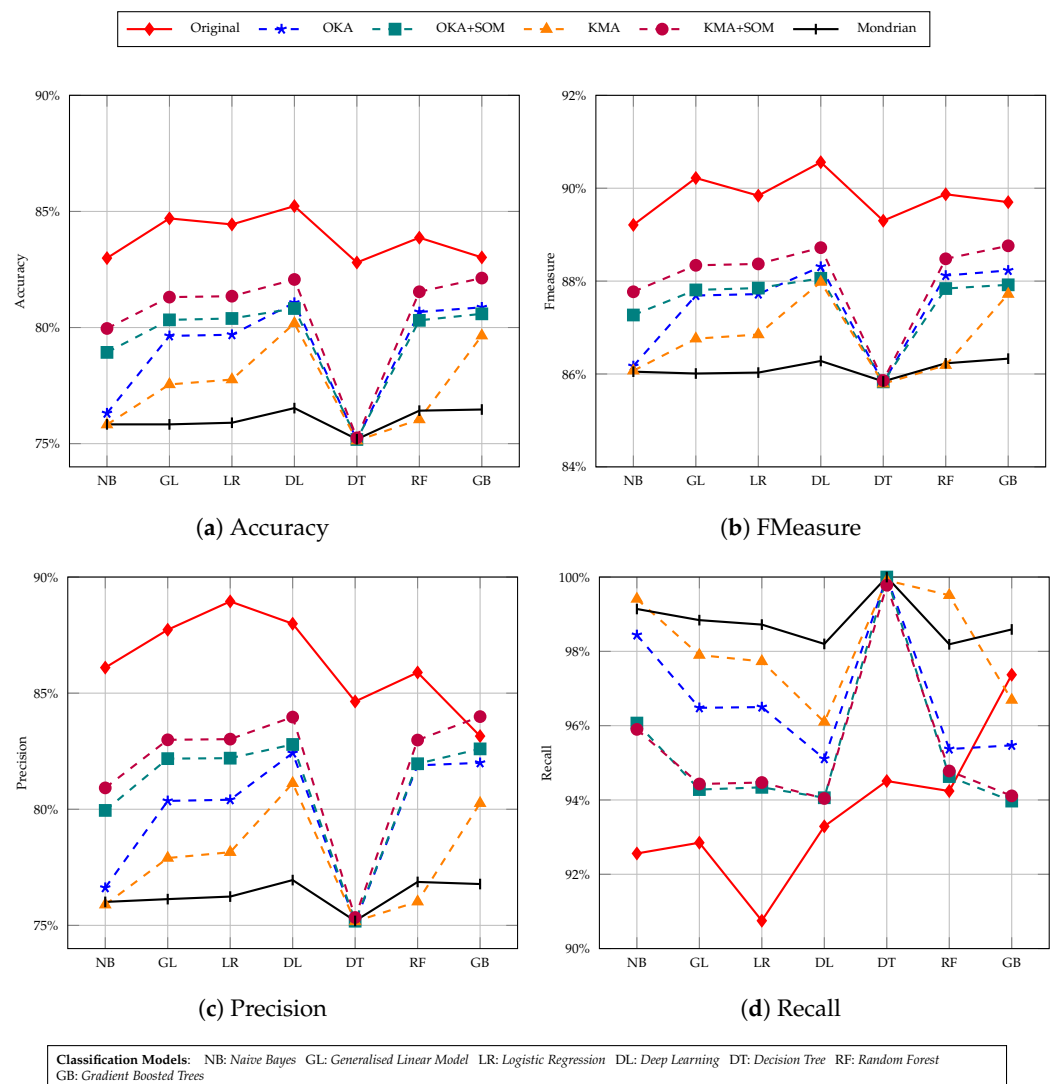 Original OKA OKA+SOM KMA KMA+SOM Mondrian
90%
85%
80%
75%
Accuracy
NB GL LR DL DT RF GB
(a) Accuracy
92%
90%
88%
86%
84%
Fmeasure
NB GL LR DL DT RF GB
(b) FMeasure
90%
85%
80%
75%
Precision
NB GL LR DL DT RF GB
(c) Precision
100%
98%
96%
94%
92%
90%
Recall
NB GL LR DL DT RF GB
(d) Recall
Classification Models: NB: Naive Bayes GL: Generalised Linear Model LR: Logistic Regression DL: Deep Learning DT: Decision Tree RF: Random Forest
GB: Gradient Boosted Trees